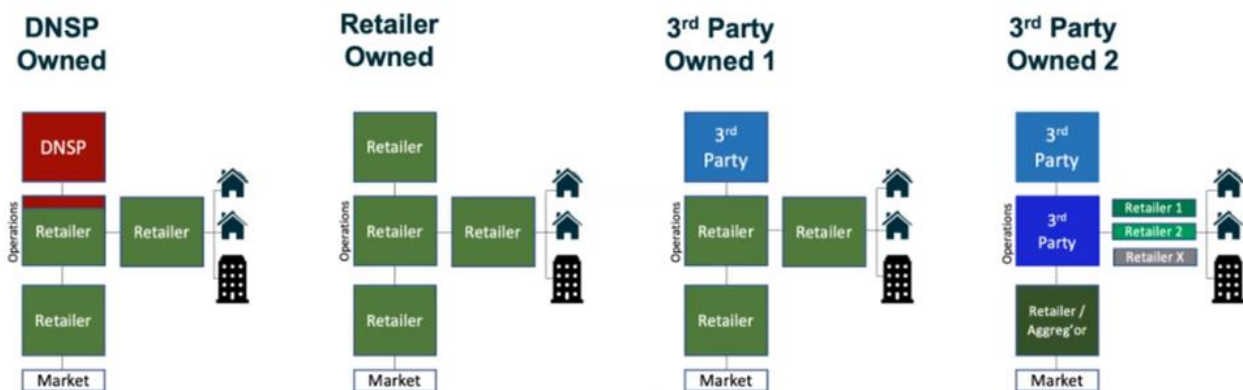 DNSP
Owned
DNSP
Operations
Retailer
Retailer
Retailer
Market
Retailer
Owned
Retailer
Operations
Retailer
Retailer
Retailer
Market
3rd Party
Owned 1
3rd
Party
Operations
Retailer
Retailer
Retailer
Market
3rd Party
Owned 2
3rd
Party
Operations
3rd
Party
Retailer 1
Retailer 2
Retailer X
Retailer /
Aggreg'or
Market